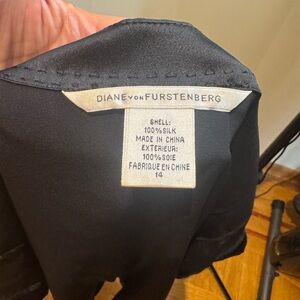 DIANE VON FURSTENBERG
SHELL:
100% SILK
MADE IN CHINA
EXTERIEUR:
100% SOIE
FABRIQUE EN CHINE
14